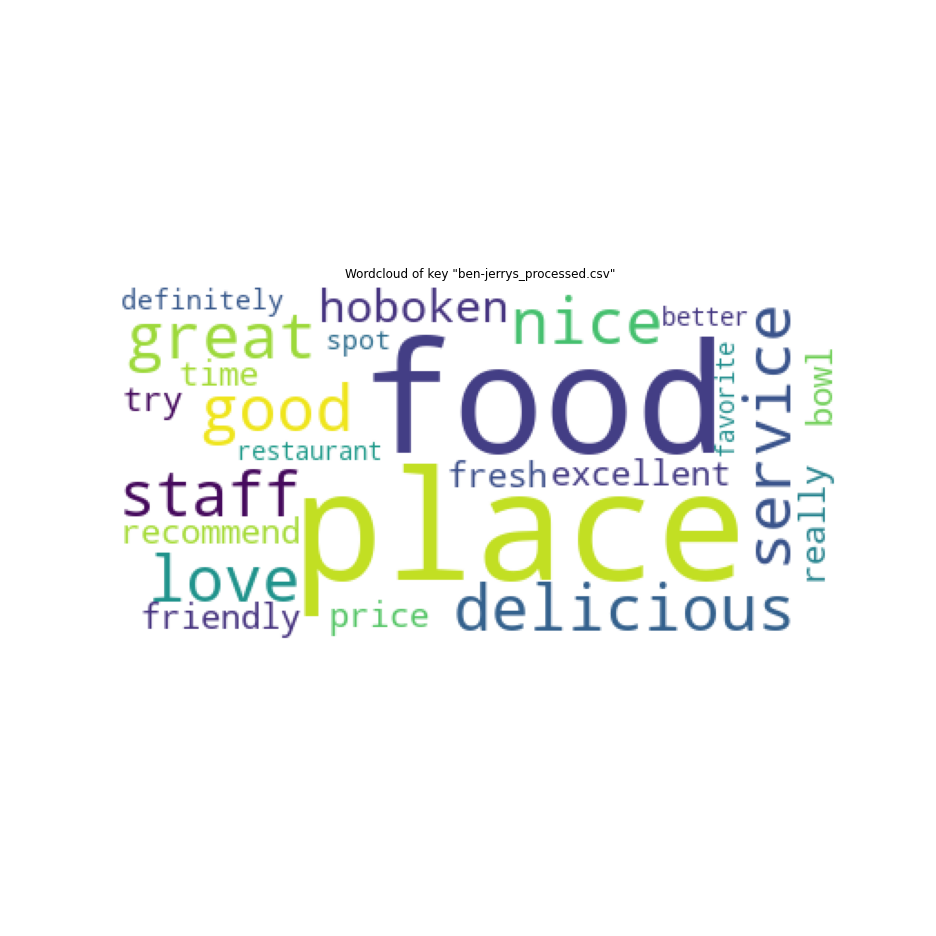 Wordcloud of key "ben-jerrys_processed.csv"
definitely
hoboken
nice
better
great
spot
food
service
time
favorite
bowl
try
good
restaurant
fresh
excellent
staff
place
really
recommend
love
delicious
friendly
price